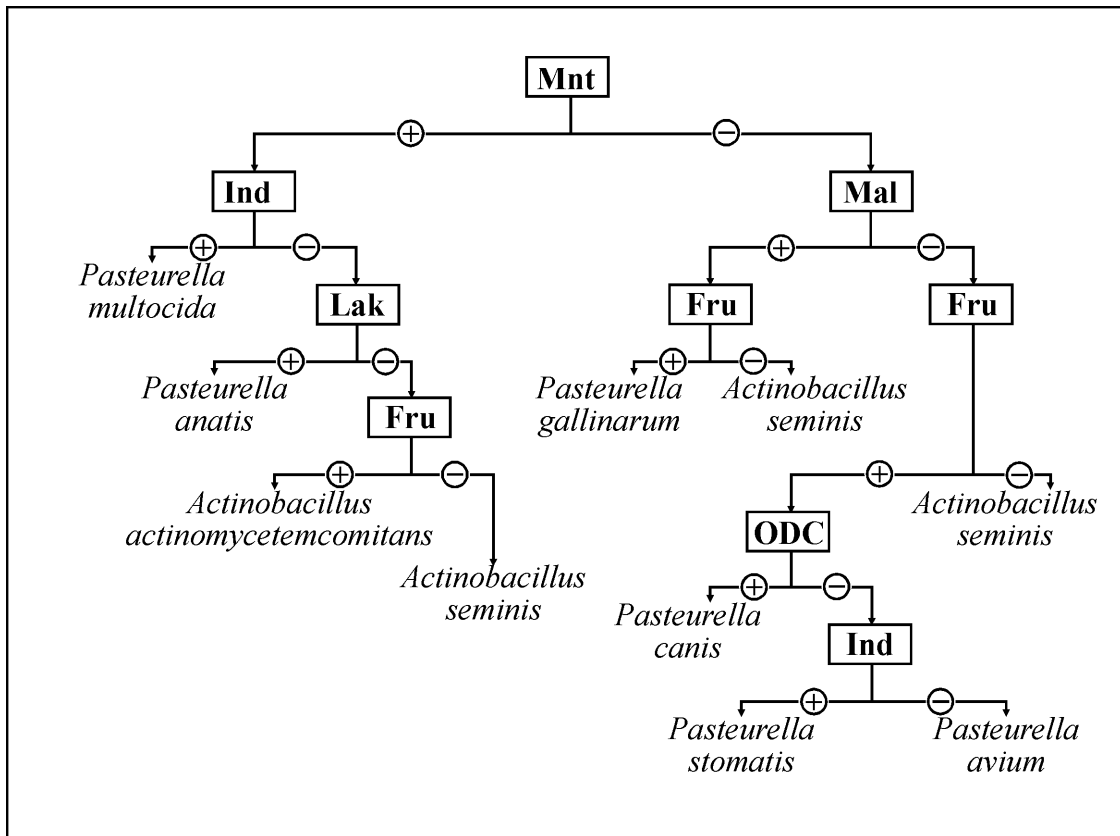 Mnt
+
−
Ind
Mal
+
−
+
−
Pasteurella
multocida
Lak
Fru
Fru
+
−
+
−
Pasteurella
anatis
Pasteurella
gallinarum
Actinobacillus
seminis
Fru
+
−
+
−
Actinobacillus
actinomycetemcomitans
Actinobacillus
seminis
ODC
Actinobacillus
seminis
+
−
Pasteurella
canis
Ind
+
−
Pasteurella
stomatis
Pasteurella
avium